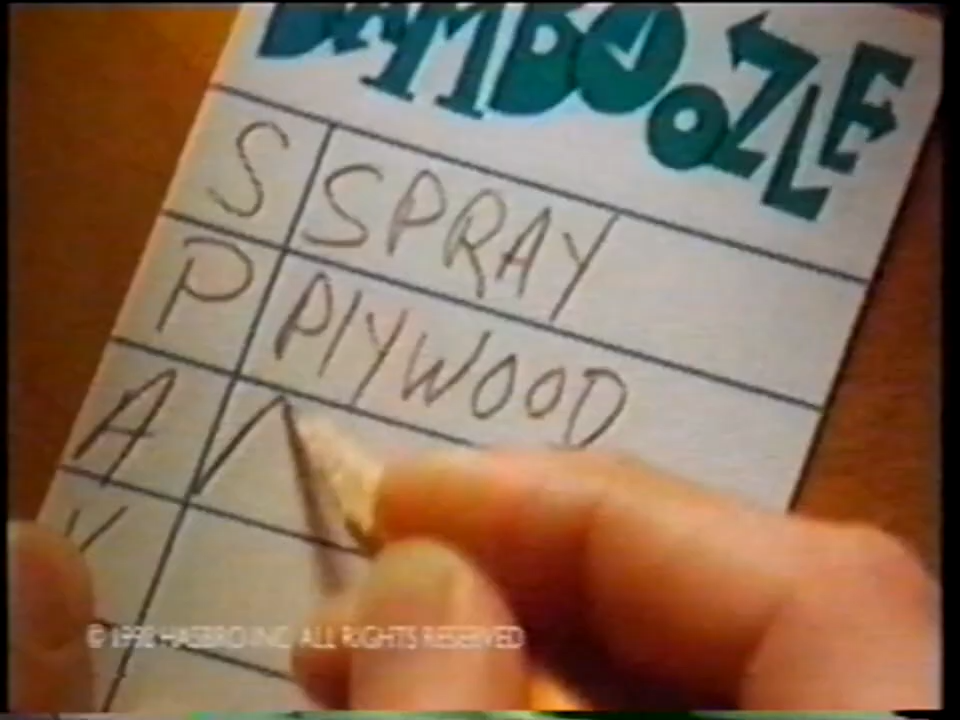 BAMBOOZLE
S SPRAY
P PLYWOOD
A
© 1992 HASBRO INC. ALL RIGHTS RESERVED